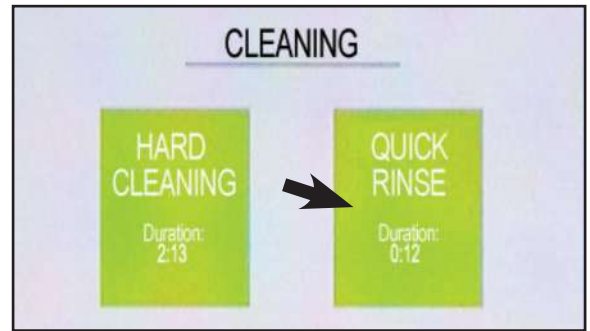 CLEANING
HARD
CLEANING
Duration:
2:13
QUICK
RINSE
Duration:
0:12